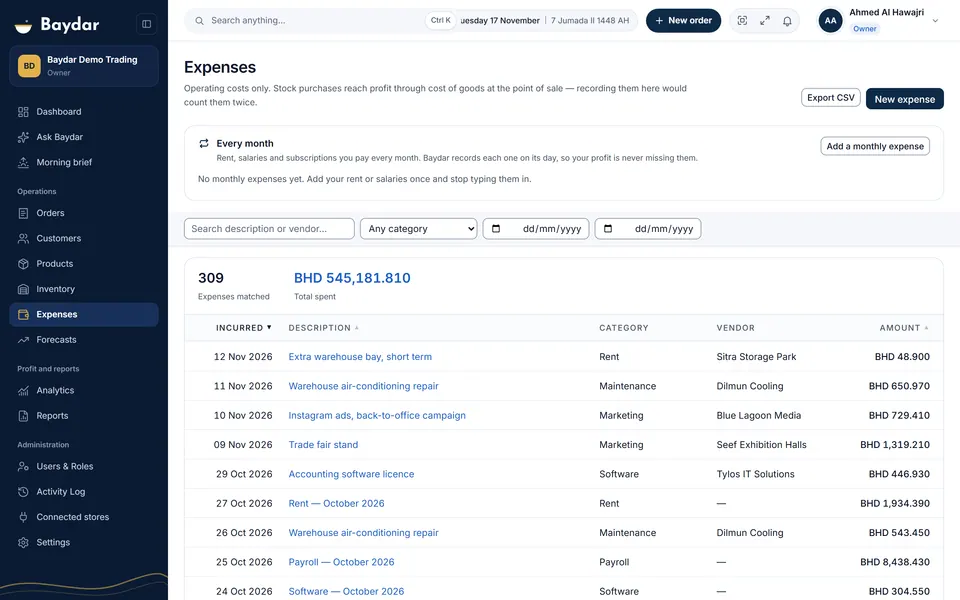 Baydar
BD
Baydar Demo Trading
Owner
Dashboard
Ask Baydar
Morning brief
Operations
Orders
Customers
Products
Inventory
Expenses
Forecasts
Profit and reports
Analytics
Reports
Administration
Users & Roles
Activity Log
Connected stores
Settings
Search anything...
Ctrl K
uesday 17 November | 7 Jumada II 1448 AH
+ New order
AA
Ahmed Al Hawajri
Owner
Expenses
Operating costs only. Stock purchases reach profit through cost of goods at the point of sale — recording them here would
count them twice.
Export CSV
New expense
Every month
Rent, salaries and subscriptions you pay every month. Baydar records each one on its day, so your profit is never missing them.
Add a monthly expense
No monthly expenses yet. Add your rent or salaries once and stop typing them in.
Search description or vendor...
Any category
dd/mm/yyyy
dd/mm/yyyy
309
Expenses matched
BHD 545,181.810
Total spent
INCURRED ▼ DESCRIPTION ▲ CATEGORY VENDOR AMOUNT ▲
12 Nov 2026 Extra warehouse bay, short term Rent Sitra Storage Park BHD 48.900
11 Nov 2026 Warehouse air-conditioning repair Maintenance Dilmun Cooling BHD 650.970
10 Nov 2026 Instagram ads, back-to-office campaign Marketing Blue Lagoon Media BHD 729.410
09 Nov 2026 Trade fair stand Marketing Seef Exhibition Halls BHD 1,319.210
29 Oct 2026 Accounting software licence Software Tylos IT Solutions BHD 446.930
27 Oct 2026 Rent — October 2026 Rent — BHD 1,934.390
26 Oct 2026 Warehouse air-conditioning repair Maintenance Dilmun Cooling BHD 543.450
25 Oct 2026 Payroll — October 2026 Payroll — BHD 8,438.430
24 Oct 2026 Software — October 2026 Software — BHD 304.550